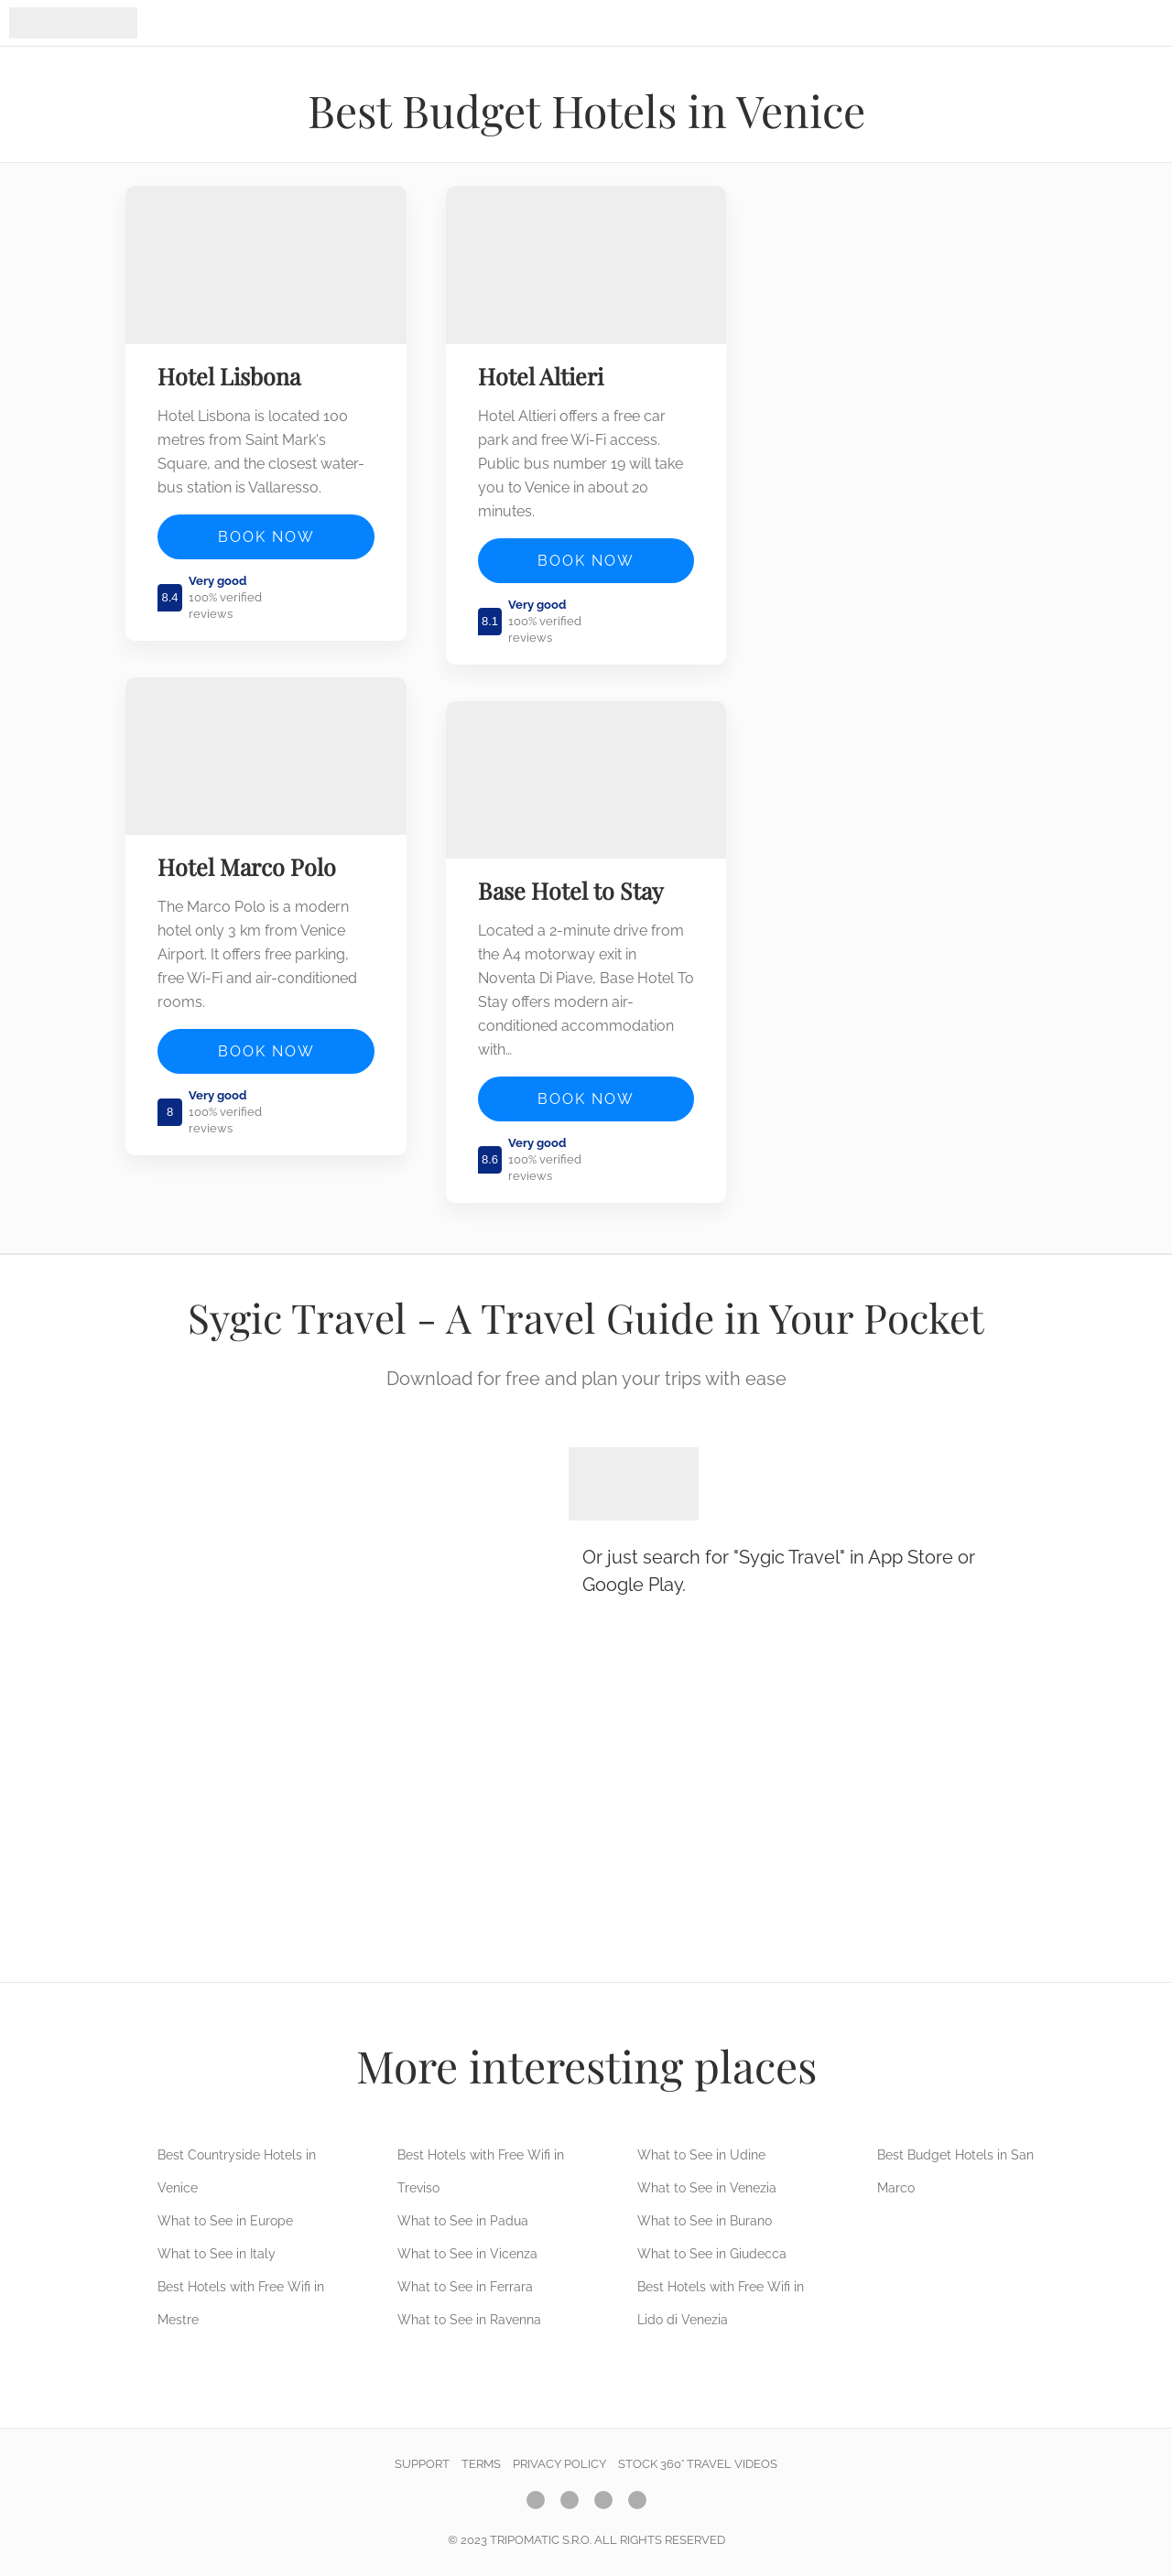 Best Budget Hotels in Venice
Hotel Lisbona
Hotel Lisbona is located 100
metres from Saint Mark's
Square, and the closest water-
bus station is Vallaresso.
BOOK NOW
8.4
Very good
100% verified
reviews
Hotel Altieri
Hotel Altieri offers a free car
park and free Wi-Fi access.
Public bus number 19 will take
you to Venice in about 20
minutes.
BOOK NOW
8.1
Very good
100% verified
reviews
Hotel Marco Polo
The Marco Polo is a modern
hotel only 3 km from Venice
Airport. It offers free parking,
free Wi-Fi and air-conditioned
rooms.
BOOK NOW
8
Very good
100% verified
reviews
Base Hotel to Stay
Located a 2-minute drive from
the A4 motorway exit in
Noventa Di Piave, Base Hotel To
Stay offers modern air-
conditioned accommodation
with…
BOOK NOW
8.6
Very good
100% verified
reviews
Sygic Travel - A Travel Guide in Your Pocket
Download for free and plan your trips with ease
Or just search for "Sygic Travel" in App Store or
Google Play.
More interesting places
Best Countryside Hotels in
Venice
What to See in Europe
What to See in Italy
Best Hotels with Free Wifi in
Mestre
Best Hotels with Free Wifi in
Treviso
What to See in Padua
What to See in Vicenza
What to See in Ferrara
What to See in Ravenna
What to See in Udine
What to See in Venezia
What to See in Burano
What to See in Giudecca
Best Hotels with Free Wifi in
Lido di Venezia
Best Budget Hotels in San
Marco
SUPPORT TERMS PRIVACY POLICY STOCK 360° TRAVEL VIDEOS
© 2023 TRIPOMATIC S.R.O. ALL RIGHTS RESERVED